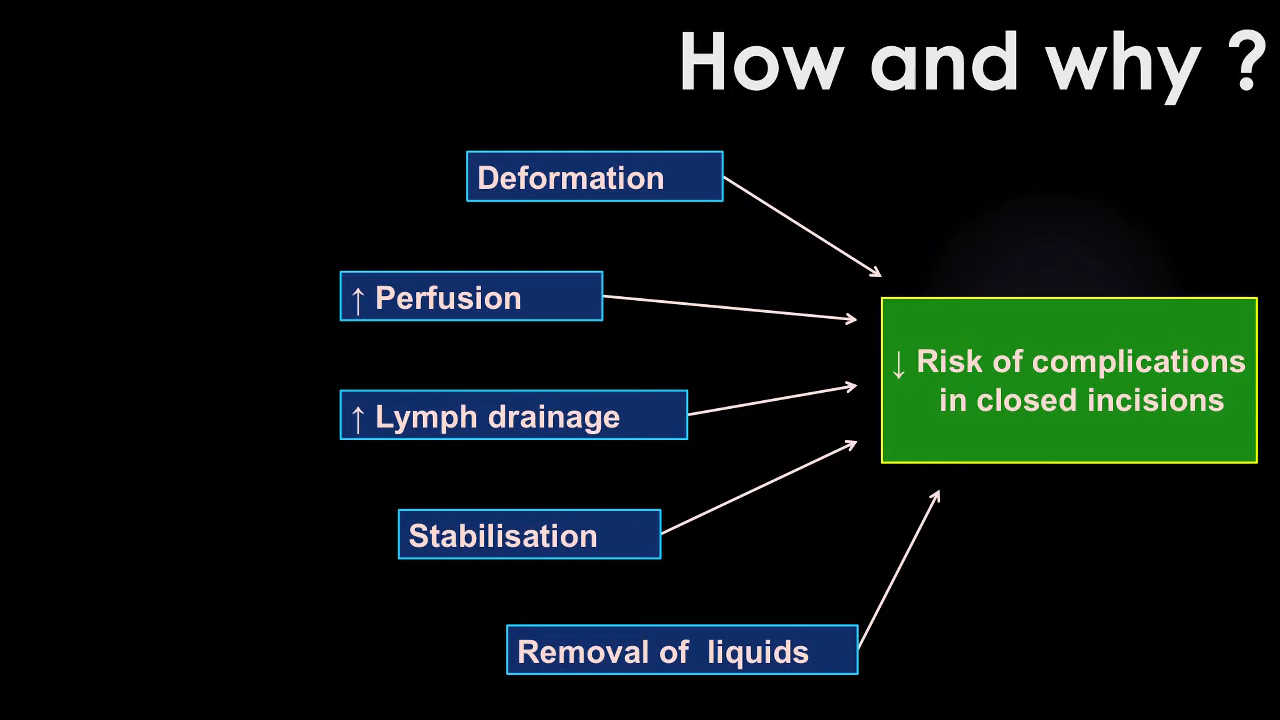 How and why ?
Deformation
↑ Perfusion
↑ Lymph drainage
Stabilisation
Removal of  liquids
↓ Risk of complications
in closed incisions